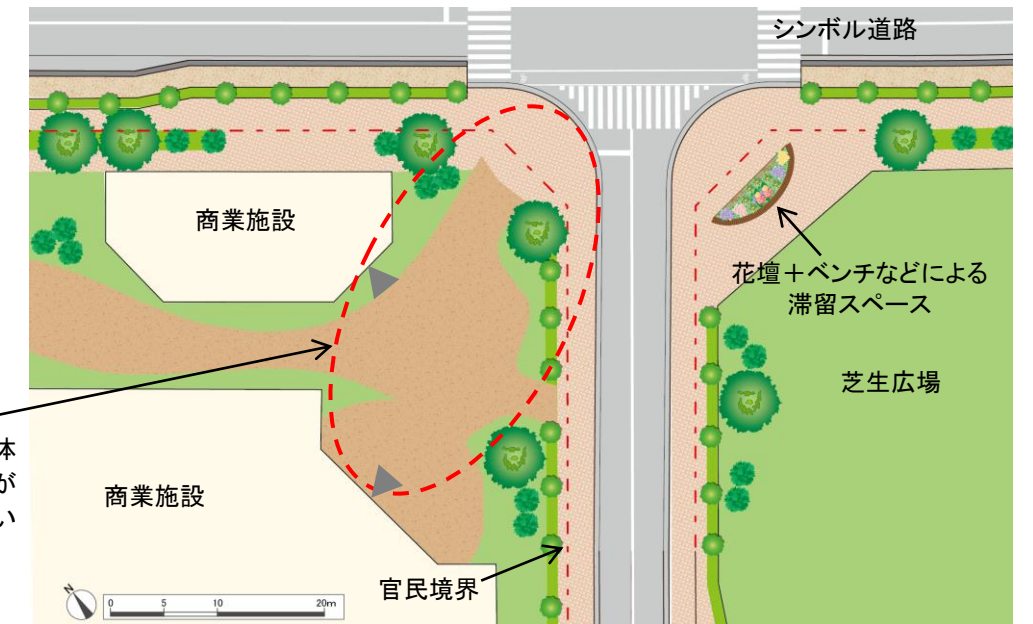 シンボル道路
商業施設
花壇+ベンチなどによる
滞留スペース
芝生広場
体
が
い
商業施設
官民境界
N
0 5 10 20m